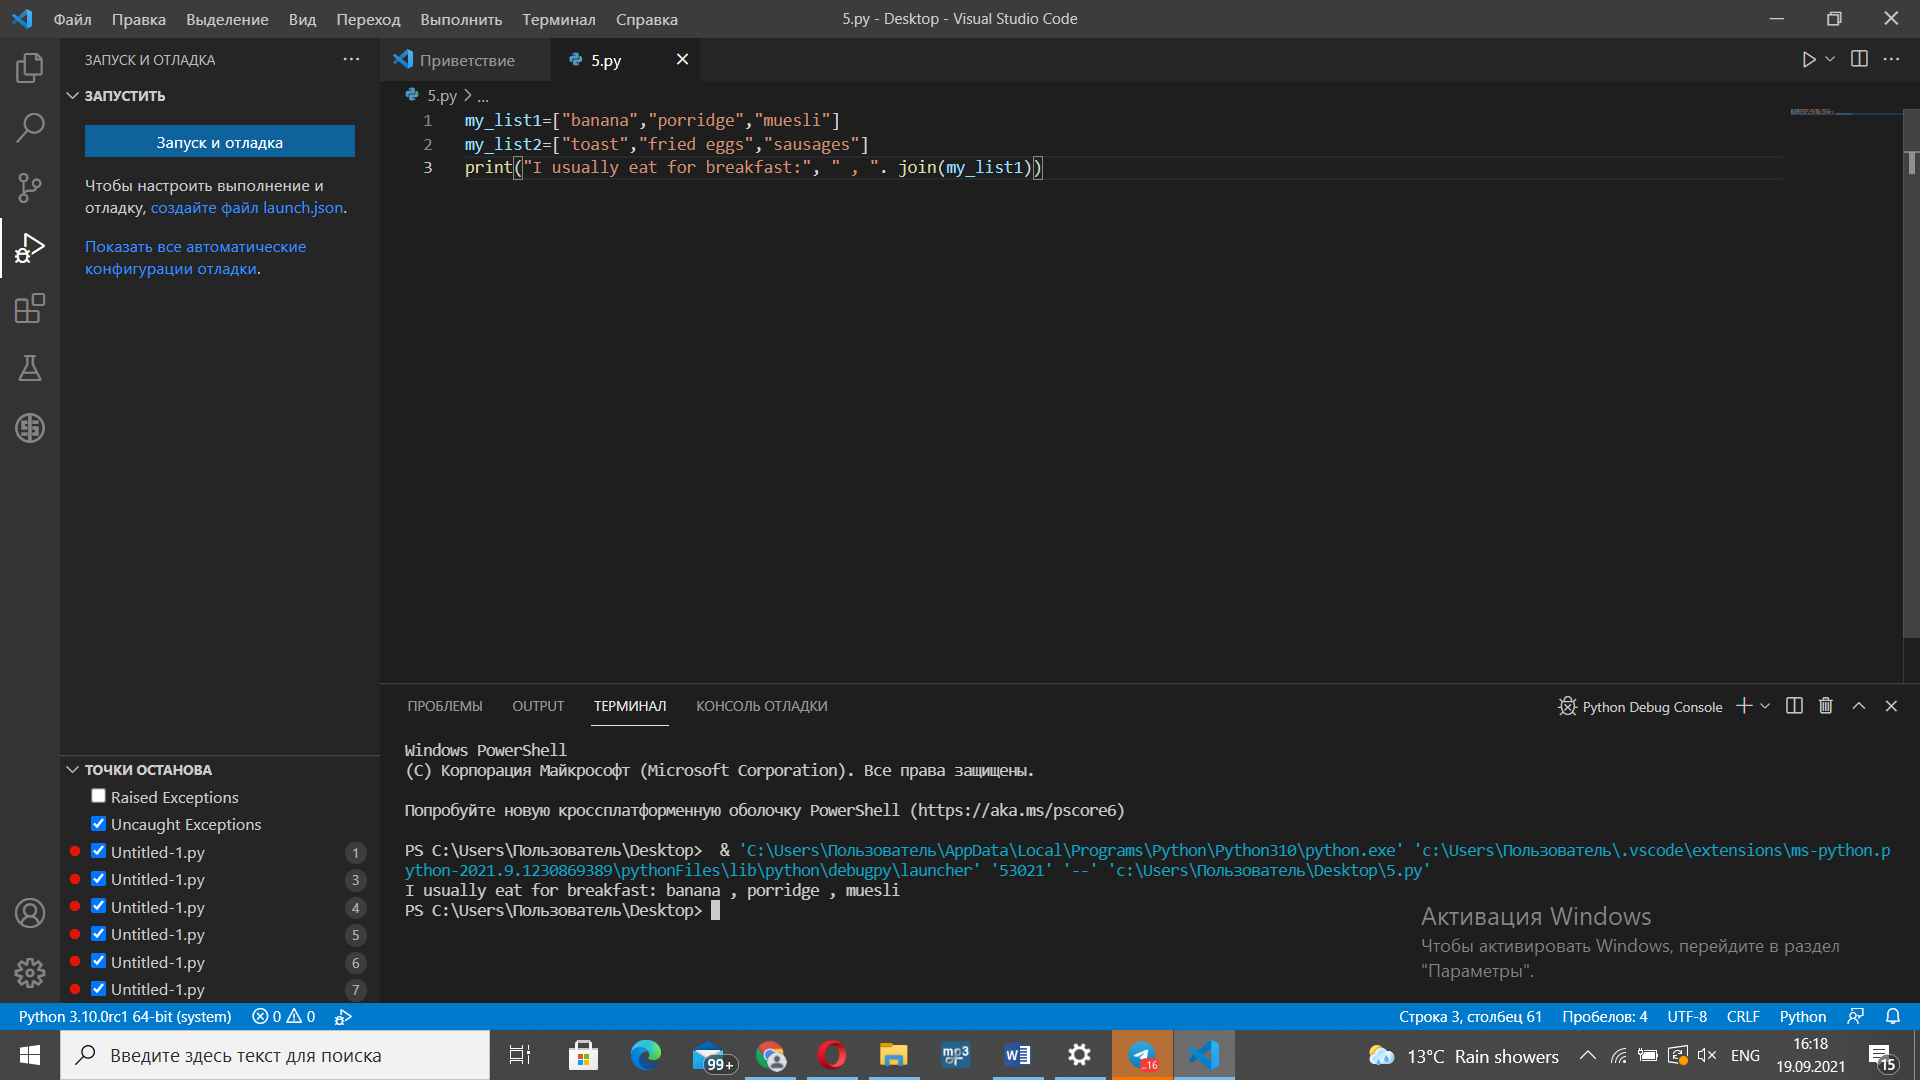 Файл Правка Выделение Вид Переход Выполнить Терминал Справка
5.py - Desktop - Visual Studio Code
ЗАПУСК И ОТЛАДКА
ЗАПУСТИТЬ
Запуск и отладка
Чтобы настроить выполнение и
отладку, создайте файл launch.json.
Показать все автоматические
конфигурации отладки.
Приветствие
5.py
5.py > ...
1 my_list1=["banana","porridge","muesli"]
2 my_list2=["toast","fried eggs","sausages"]
3 print("I usually eat for breakfast:", " , ". join(my_list1))
ТОЧКИ ОСТАНОВА
Raised Exceptions
Uncaught Exceptions
Untitled-1.py 1
Untitled-1.py 3
Untitled-1.py 4
Untitled-1.py 5
Untitled-1.py 6
Untitled-1.py 7
ПРОБЛЕМЫ OUTPUT ТЕРМИНАЛ КОНСОЛЬ ОТЛАДКИ
Python Debug Console
Windows PowerShell
(C) Корпорация Майкрософт (Microsoft Corporation). Все права защищены.
Попробуйте новую кроссплатформенную оболочку PowerShell (https://aka.ms/pscore6)
PS C:\Users\Пользователь\Desktop>  & 'C:\Users\Пользователь\AppData\Local\Programs\Python\Python310\python.exe' 'c:\Users\Пользователь\.vscode\extensions\ms-python.p
ython-2021.9.1230869389\pythonFiles\lib\python\debugpy\launcher' '53021' '--' 'c:\Users\Пользователь\Desktop\5.py'
I usually eat for breakfast: banana , porridge , muesli
PS C:\Users\Пользователь\Desktop>
Активация Windows
Чтобы активировать Windows, перейдите в раздел
"Параметры".
Python 3.10.0rc1 64-bit (system) 0 0
Строка 3, столбец 61 Пробелов: 4 UTF-8 CRLF Python
Введите здесь текст для поиска
99+
mp3
W
..16
13°C Rain showers
ENG
16:18
19.09.2021
15